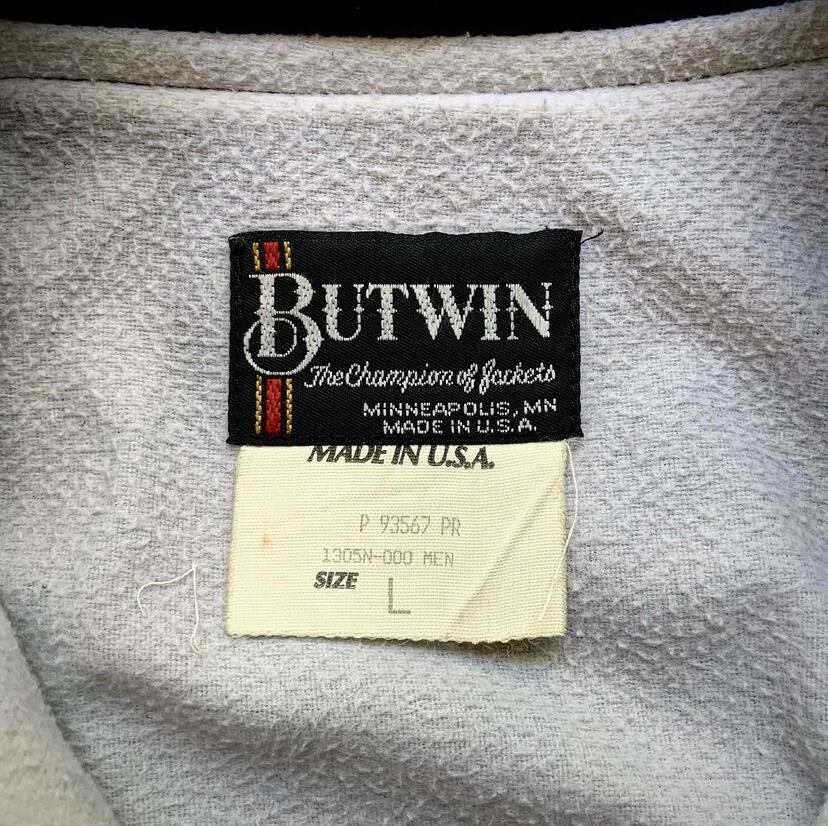 BUTWIN
The Champion of Jackets
MINNEAPOLIS, MN
MADE IN U.S.A.
MADE IN U.S.A.
P 93567 PR
1305N-000 MEN
SIZE L